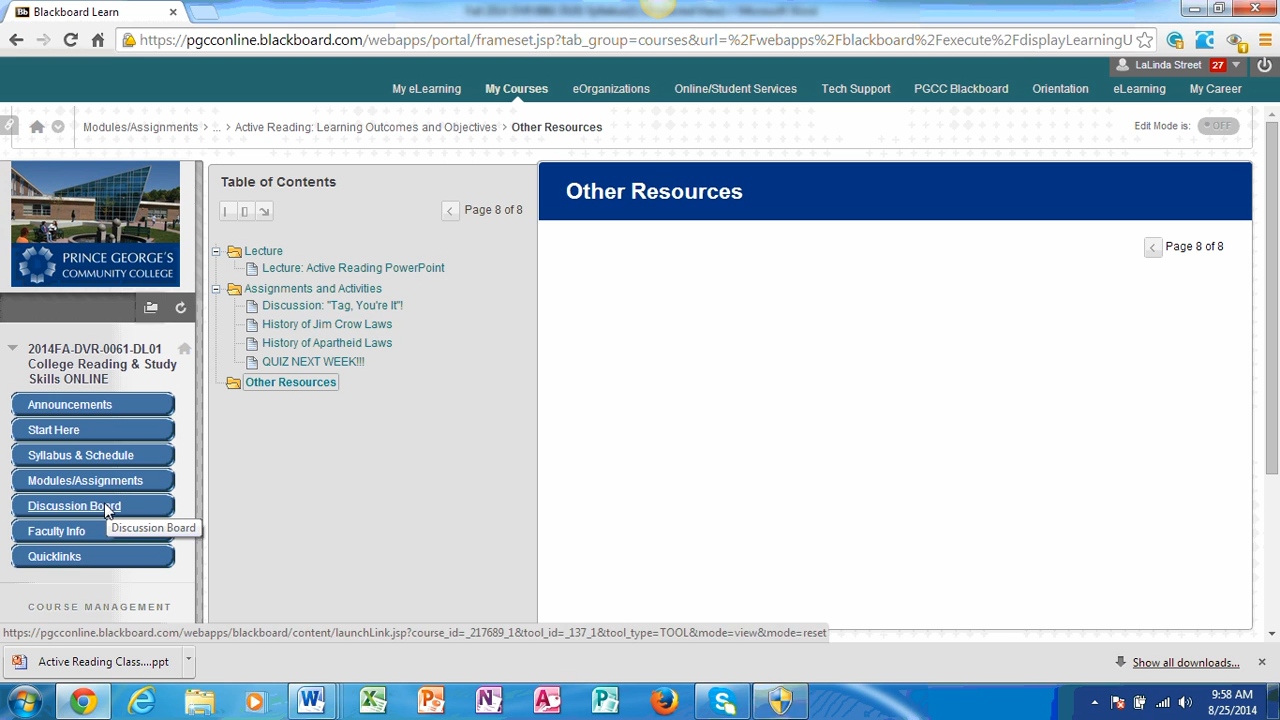 Blackboard Learn
https://pgcconline.blackboard.com/webapps/portal/frameset.jsp?tab_group=courses&url=%2Fwebapps%2Fblackboard%2Fexecute%2FdisplayLearningU
LaLinda Street 27
My eLearning My Courses eOrganizations Online/Student Services Tech Support PGCC Blackboard Orientation eLearning My Career
Modules/Assignments > ... > Active Reading: Learning Outcomes and Objectives > Other Resources
Edit Mode is: OFF
PRINCE GEORGE'S
COMMUNITY COLLEGE
2014FA-DVR-0061-DL01
College Reading & Study
Skills ONLINE
Announcements
Start Here
Syllabus & Schedule
Modules/Assignments
Discussion Board
Discussion Board
Faculty Info
Quicklinks
COURSE MANAGEMENT
Table of Contents
Page 8 of 8
Lecture
Lecture: Active Reading PowerPoint
Assignments and Activities
Discussion: "Tag, You're It"!
History of Jim Crow Laws
History of Apartheid Laws
QUIZ NEXT WEEK!!!
Other Resources
Other Resources
Page 8 of 8
https://pgcconline.blackboard.com/webapps/blackboard/content/launchLink.jsp?course_id=_217689_1&tool_id=_137_1&tool_type=TOOL&mode=view&mode=reset
Active Reading Class....ppt
Show all downloads...
9:58 AM
8/25/2014